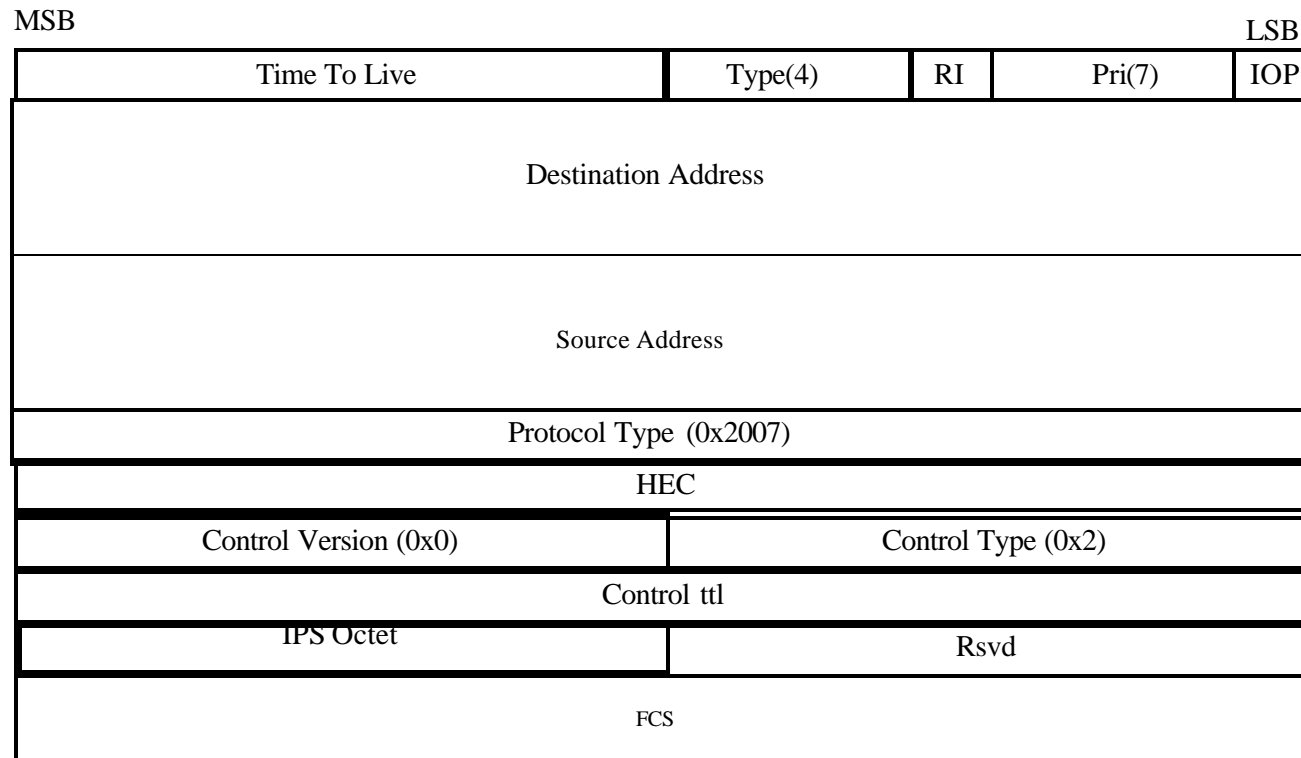 MSB
LSB
Time To Live Type(4) RI Pri(7) IOP
Destination Address
Source Address
Protocol Type (0x2007)
HEC
Control Version (0x0) Control Type (0x2)
Control ttl
IPS Octet Rsvd
FCS